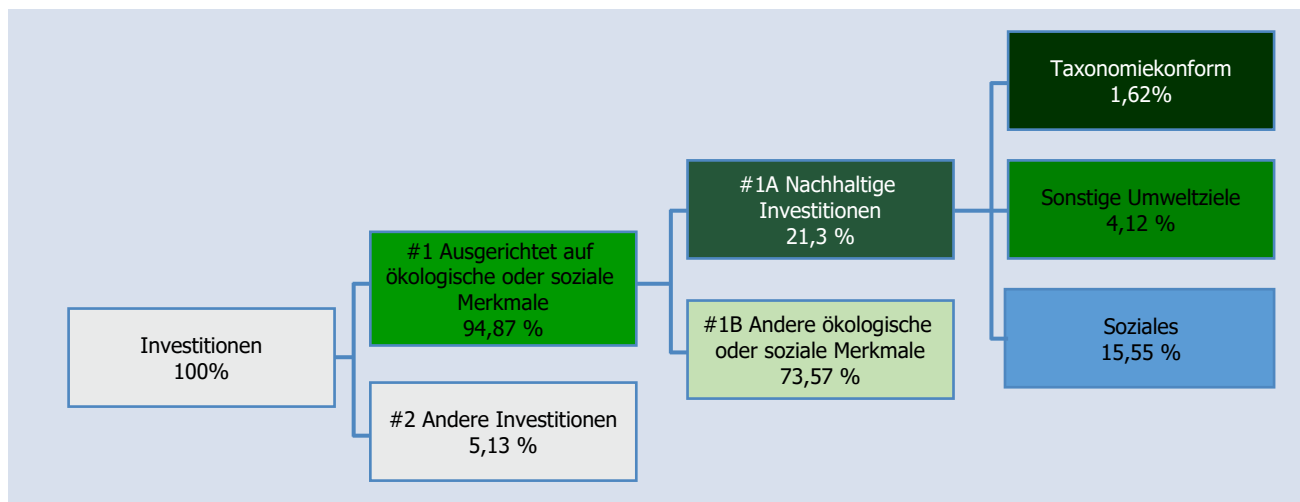 Investitionen
100%
#1 Ausgerichtet auf
ökologische oder soziale
Merkmale
94,87 %
#2 Andere Investitionen
5,13 %
#1A Nachhaltige
Investitionen
21,3 %
#1B Andere ökologische
oder soziale Merkmale
73,57 %
Taxonomiekonform
1,62%
Sonstige Umweltziele
4,12 %
Soziales
15,55 %